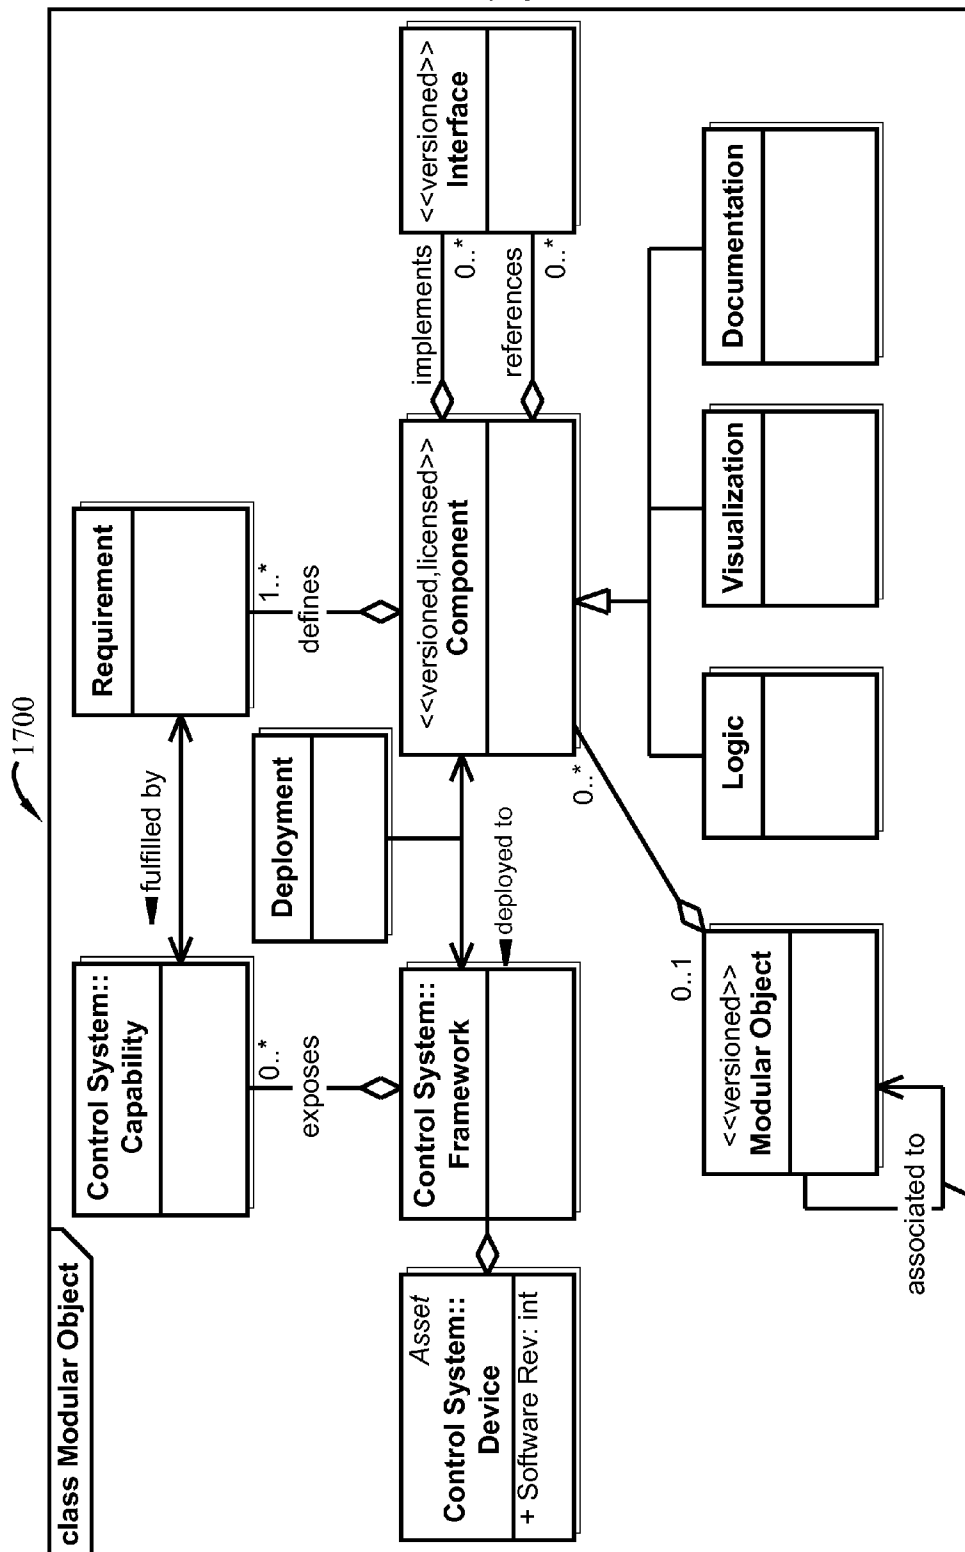 1700
class Modular Object
Asset
Control System::
Device
+ Software Rev: int
Control System::
Capability
0..*
exposes
Control System::
Framework
fulfilled by
Requirement
1..*
defines
Deployment
deployed to
<<versioned,licensed>>
Component
implements
0..*
references
0..*
<<versioned>>
Interface
0..*
0..1
<<versioned>>
Modular Object
associated to
Logic
Visualization
Documentation